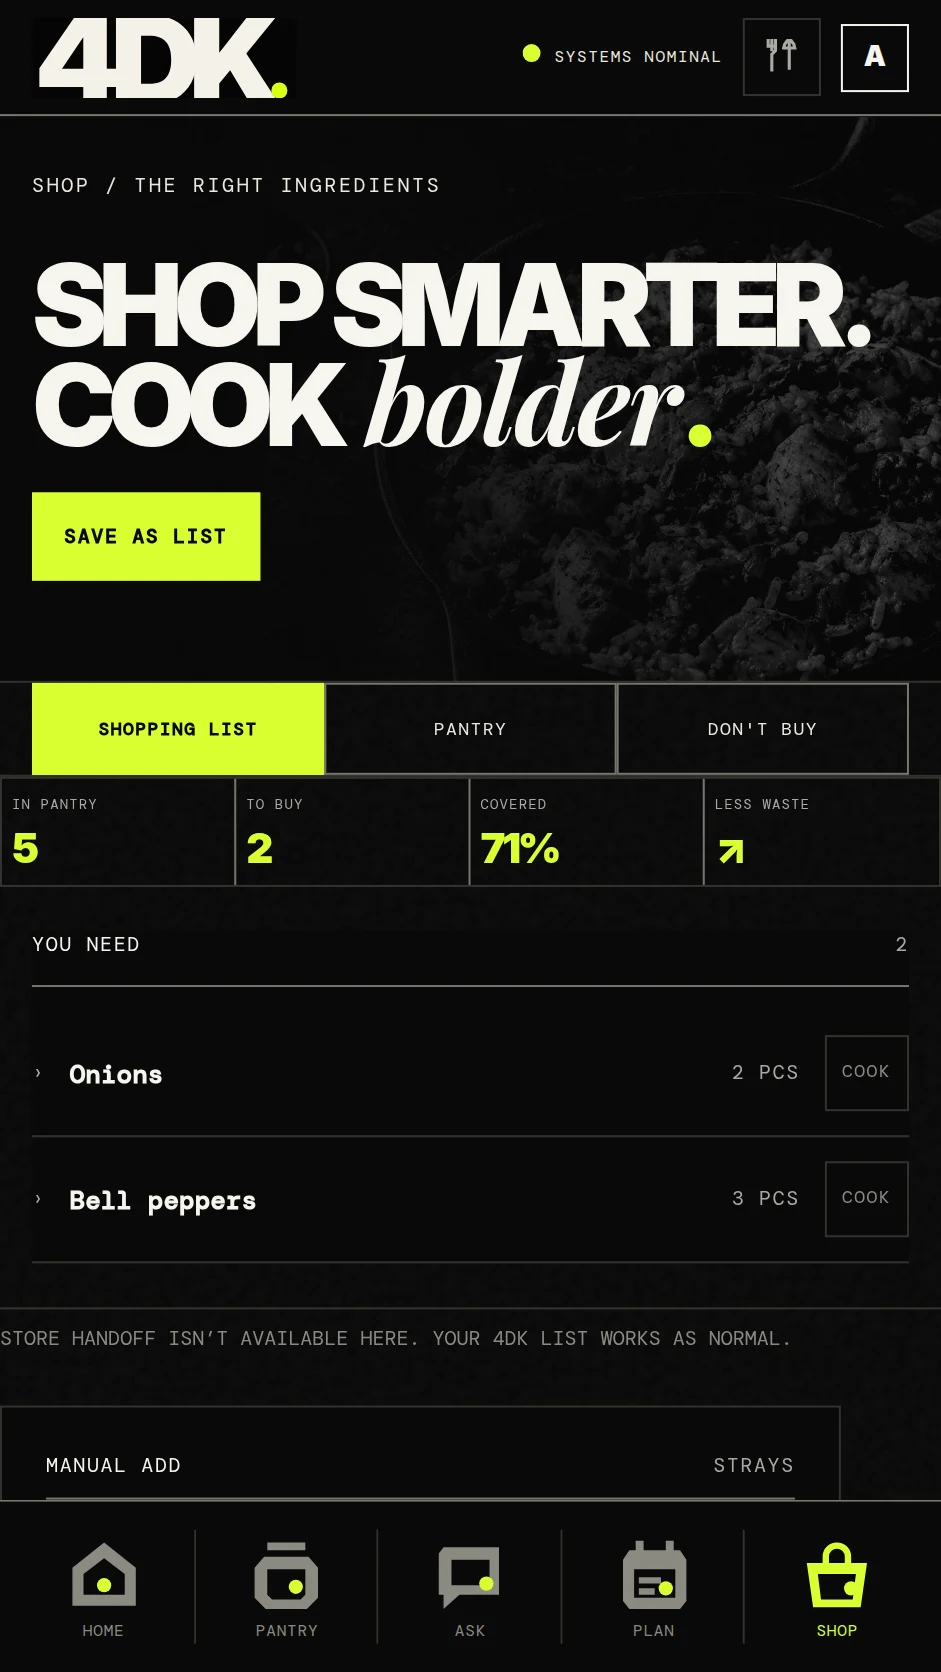 4DK.
SYSTEMS NOMINAL
A
SHOP / THE RIGHT INGREDIENTS
SHOP SMARTER.
COOK bolder.
SAVE AS LIST
SHOPPING LIST
PANTRY
DON'T BUY
IN PANTRY
5
TO BUY
2
COVERED
71%
LESS WASTE
↗
YOU NEED 2
› Onions 2 PCS COOK
› Bell peppers 3 PCS COOK
STORE HANDOFF ISN’T AVAILABLE HERE. YOUR 4DK LIST WORKS AS NORMAL.
MANUAL ADD STRAYS
HOME
PANTRY
ASK
PLAN
SHOP